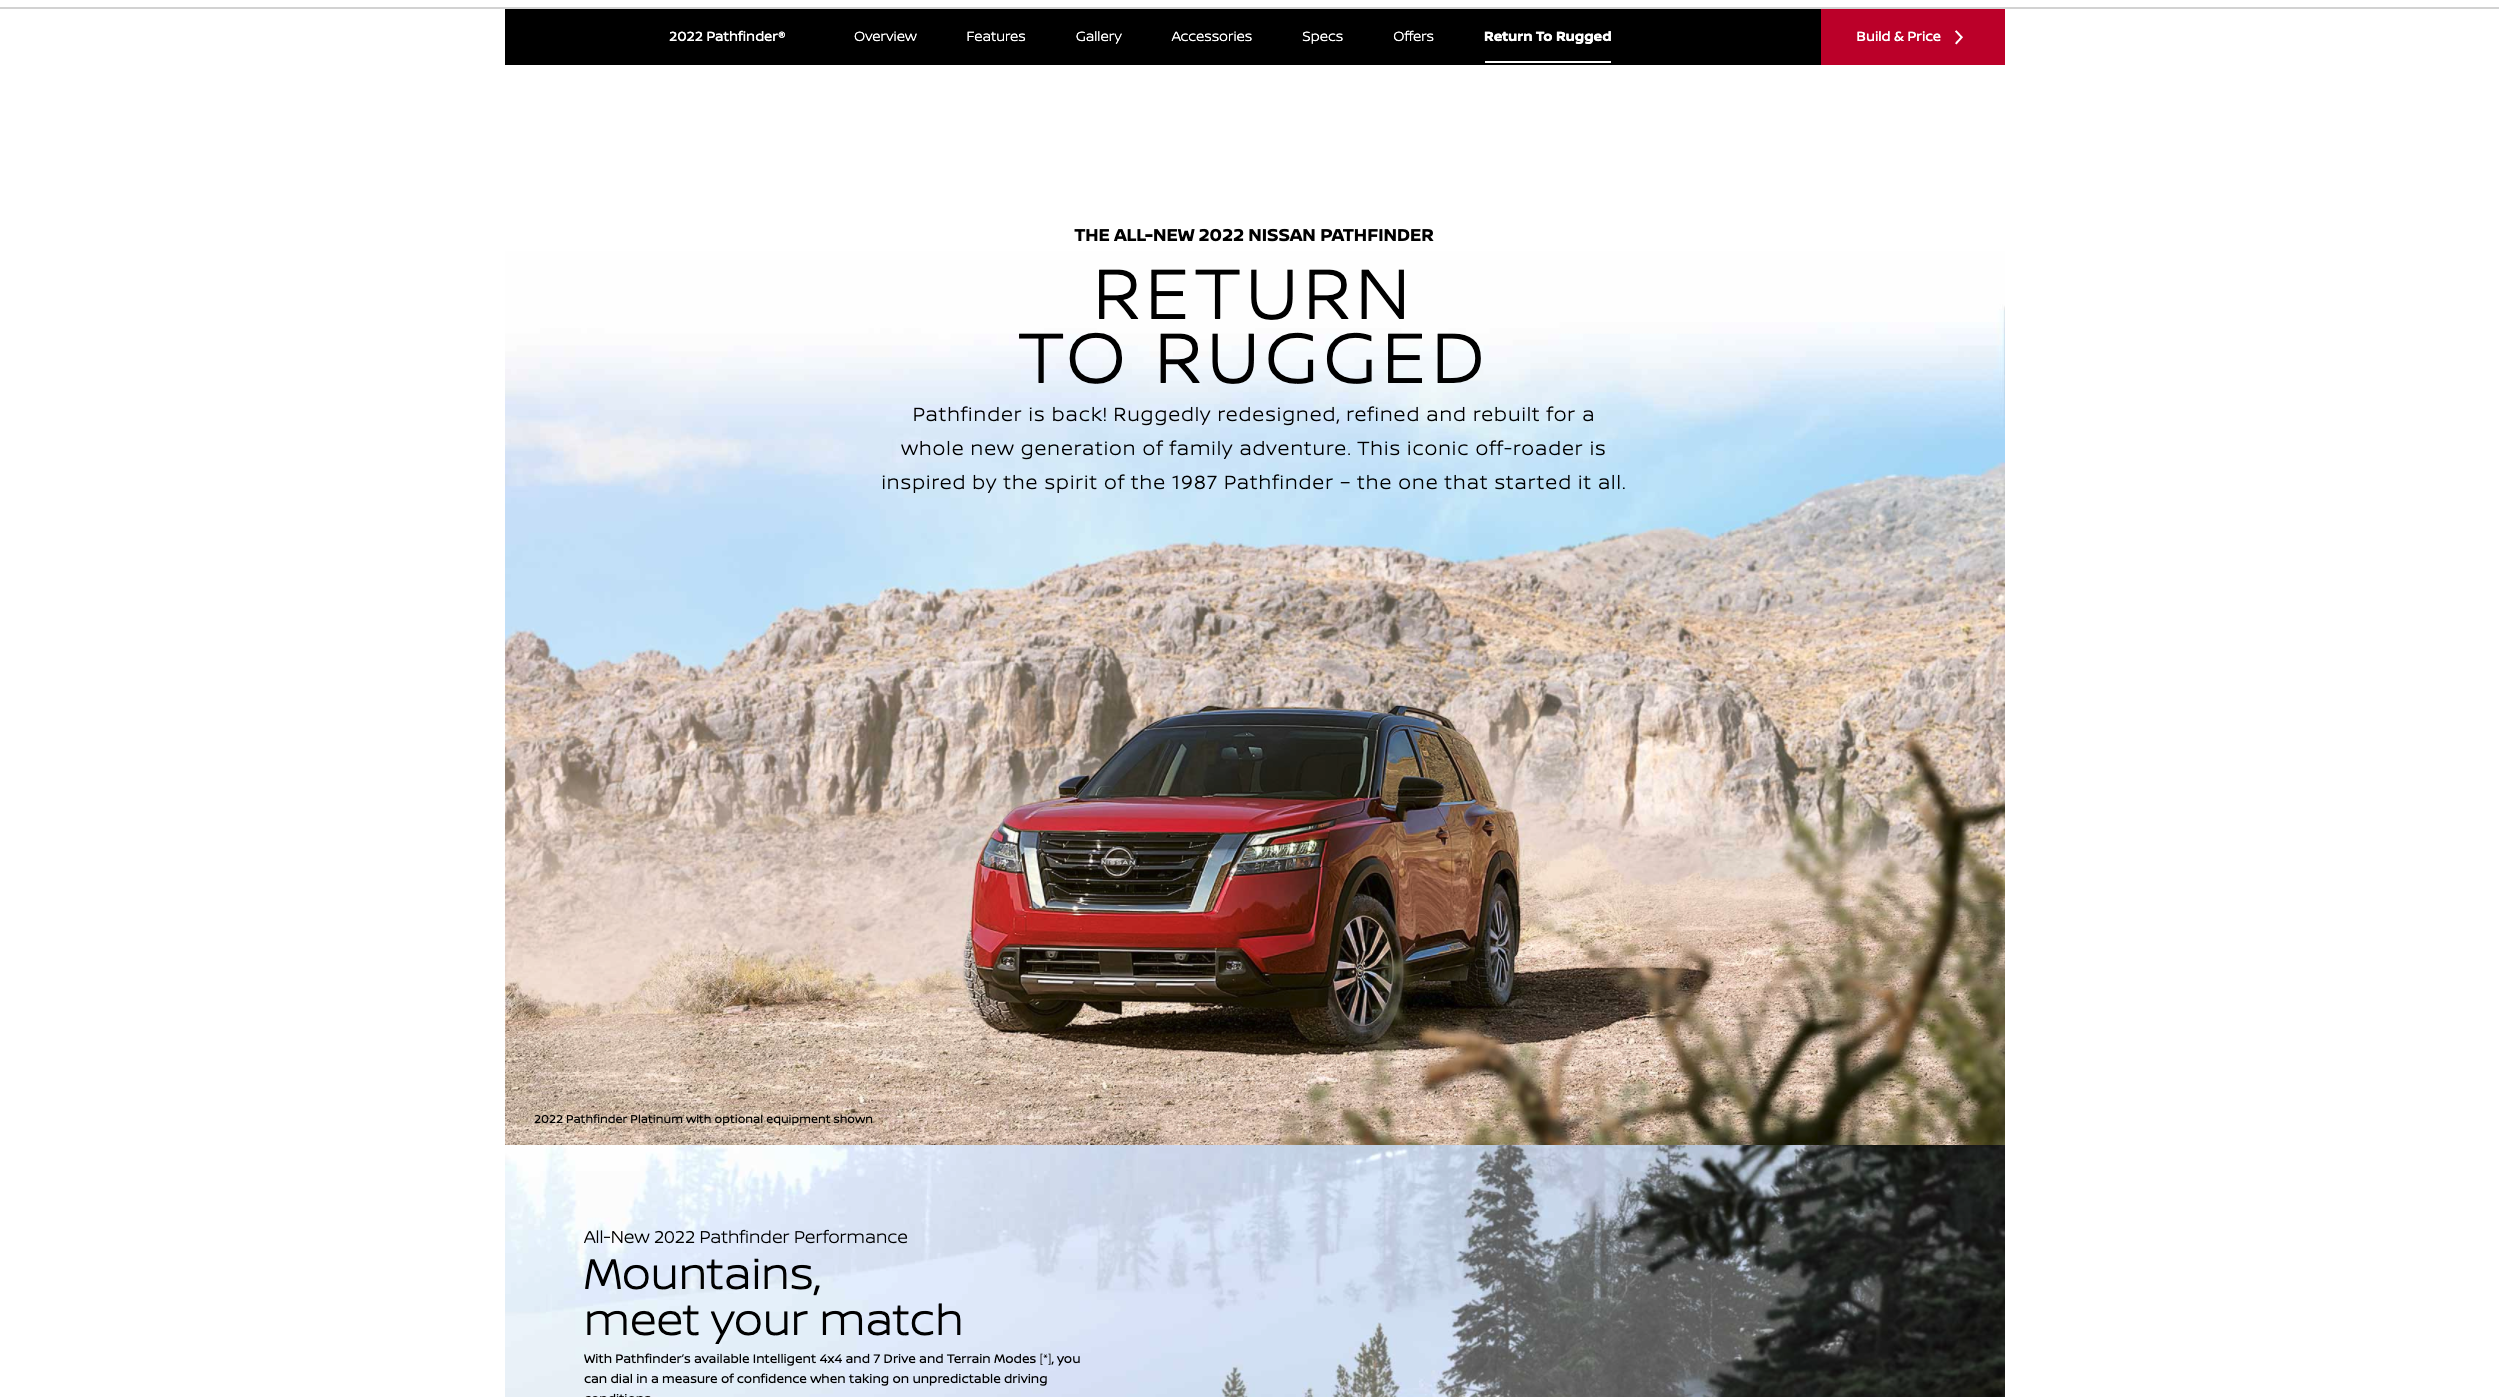 2022 Pathfinder®
Overview
Features
Gallery
Accessories
Specs
Offers
Return To Rugged
Build & Price
THE ALL-NEW 2022 NISSAN PATHFINDER
RETURN
TO RUGGED
Pathfinder is back! Ruggedly redesigned, refined and rebuilt for a
whole new generation of family adventure. This iconic off-roader is
inspired by the spirit of the 1987 Pathfinder – the one that started it all.
NISSAN
2022 Pathfinder Platinum with optional equipment shown.
All-New 2022 Pathfinder Performance
Mountains,
meet your match
With Pathfinder's available Intelligent 4x4 and 7 Drive and Terrain Modes [*], you
can dial in a measure of confidence when taking on unpredictable driving